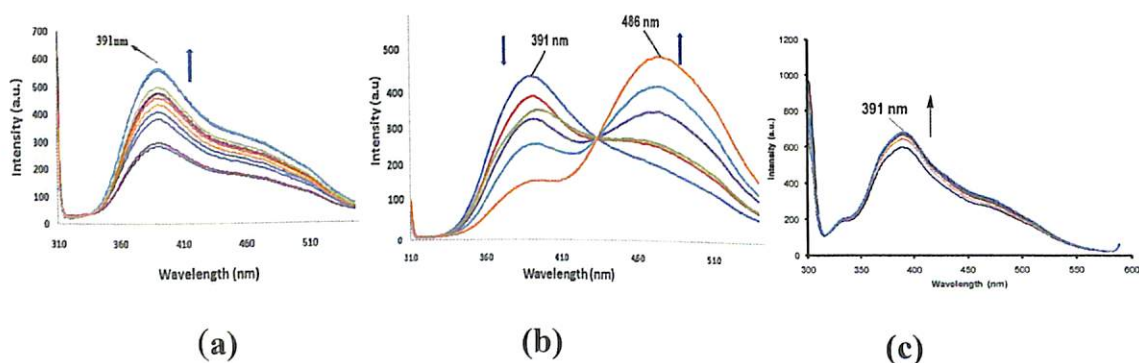 700
600
500
400
300
200
100
0
Intensity (a.u.)
391nm
310 360 410 460 510
Wavelength (nm)
(a)
500
400
300
200
100
0
Intensity (a.u)
391 nm
486 nm
310 360 410 460 510
Wavelength(nm)
(b)
1200
1000
800
600
400
200
0
Intensity (a.u.)
391 nm
300 350 400 450 500 550 600
Wavelength (nm)
(c)